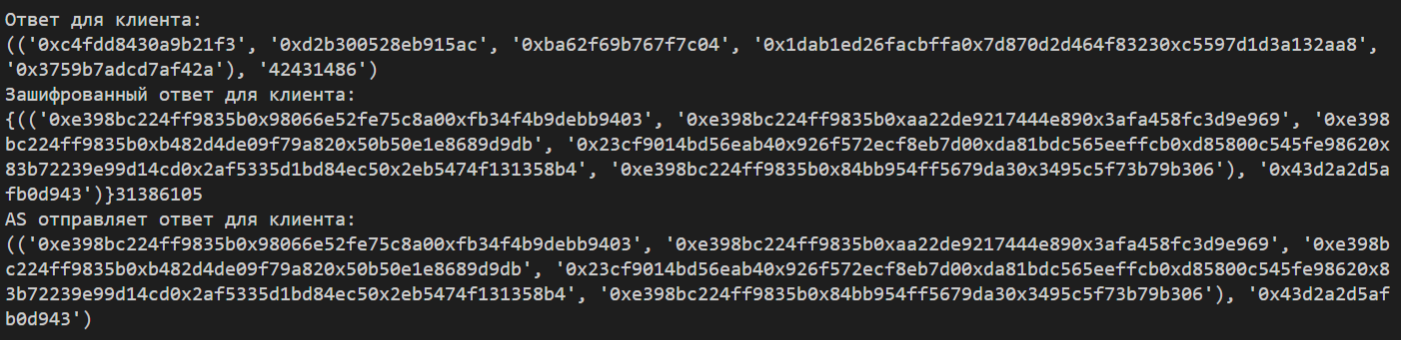 Ответ для клиента:
(('0xc4fdd8430a9b21f3', '0xd2b300528eb915ac', '0xba62f69b767f7c04', '0x1dab1ed26facbffa0x7d870d2d464f83230xc5597d1d3a132aa8',
'0x3759b7adcd7af42a'), '42431486')
Зашифрованный ответ для клиента:
{(('0xe398bc224ff9835b0x98066e52fe75c8a00xfb34f4b9debb9403', '0xe398bc224ff9835b0xaa22de9217444e890x3afa458fc3d9e969', '0xe398
bc224ff9835b0xb482d4de09f79a820x50b50e1e8689d9db', '0x23cf9014bd56eab40x926f572ecf8eb7d00xda81bdc565eeffcb0xd85800c545fe98620x
83b72239e99d14cd0x2af5335d1bd84ec50x2eb5474f131358b4', '0xe398bc224ff9835b0x84bb954ff5679da30x3495c5f73b79b306'), '0x43d2a2d5a
fb0d943')}31386105
AS отправляет ответ для клиента:
(('0xe398bc224ff9835b0x98066e52fe75c8a00xfb34f4b9debb9403', '0xe398bc224ff9835b0xaa22de9217444e890x3afa458fc3d9e969', '0xe398b
c224ff9835b0xb482d4de09f79a820x50b50e1e8689d9db', '0x23cf9014bd56eab40x926f572ecf8eb7d00xda81bdc565eeffcb0xd85800c545fe98620x8
3b72239e99d14cd0x2af5335d1bd84ec50x2eb5474f131358b4', '0xe398bc224ff9835b0x84bb954ff5679da30x3495c5f73b79b306'), '0x43d2a2d5af
b0d943')